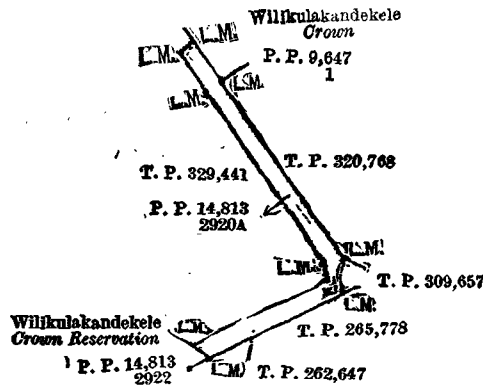 Wilikulakandekele
Crown
L.M.
L.M.
P. P. 9,647
1
L.M.
L.M.
T. P. 320,768
T. P. 329,441
P. P. 14,813
2920A
L.M.
L.M.
T. P. 309,657
L.M.
Wilikulakandekele
Crown Reservation
L.M.
T. P. 265,778
P. P. 14,813
2922
L.M.
T. P. 262,647